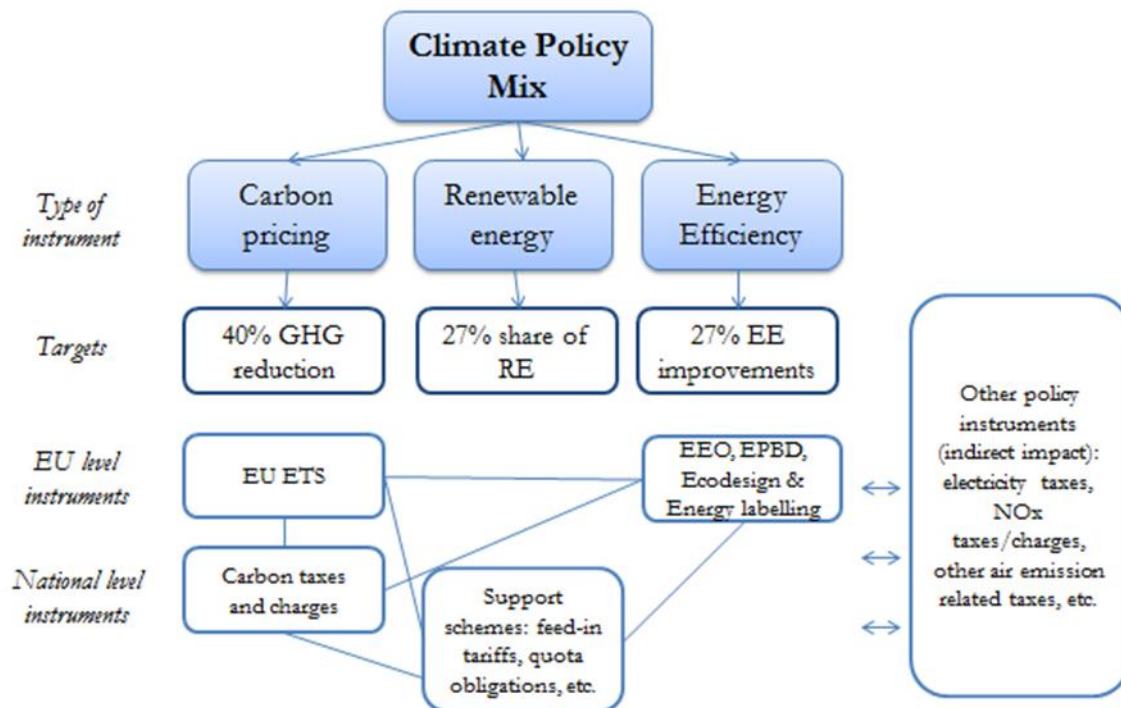 Climate Policy
Mix
Type of
instrument
Carbon
pricing
Renewable
energy
Energy
Efficiency
Targets
40% GHG
reduction
27% share of
RE
27% EE
improvements
EU level
instruments
EU ETS
EEO, EPBD,
Ecodesign &
Energy labelling
National level
instruments
Carbon taxes
and charges
Support
schemes: feed-in
tariffs, quota
obligations, etc.
Other policy
instruments
(indirect impact):
electricity taxes,
NOx
taxes/charges,
other air emission
related taxes, etc.